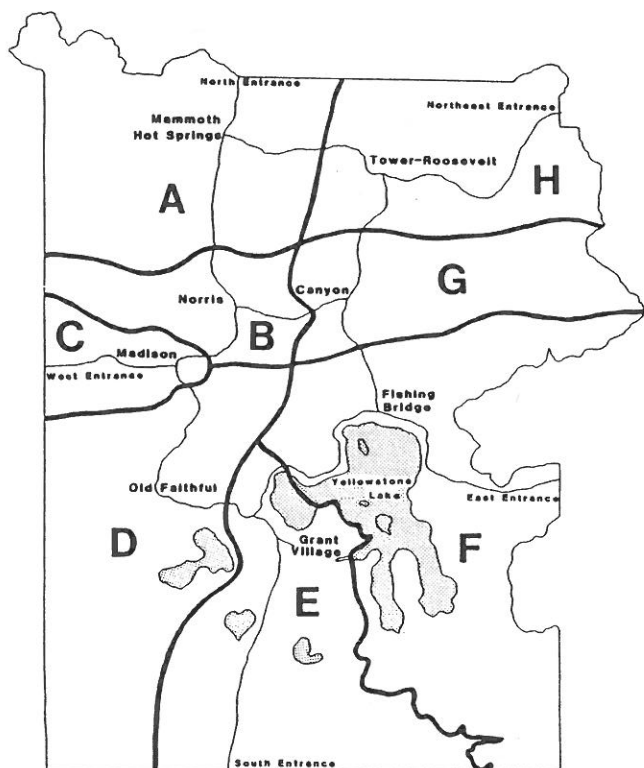 North Entrance
Northeast Entrance
Mammoth
Hot Springs
Tower-Roosevelt
H
A
G
Canyon
Norris
C
B
Madison
West Entrance
Fishing
Bridge
Yellowstone
Lake
Old Faithful
East Entrance
Grant
Village
D
F
E
South Entrance